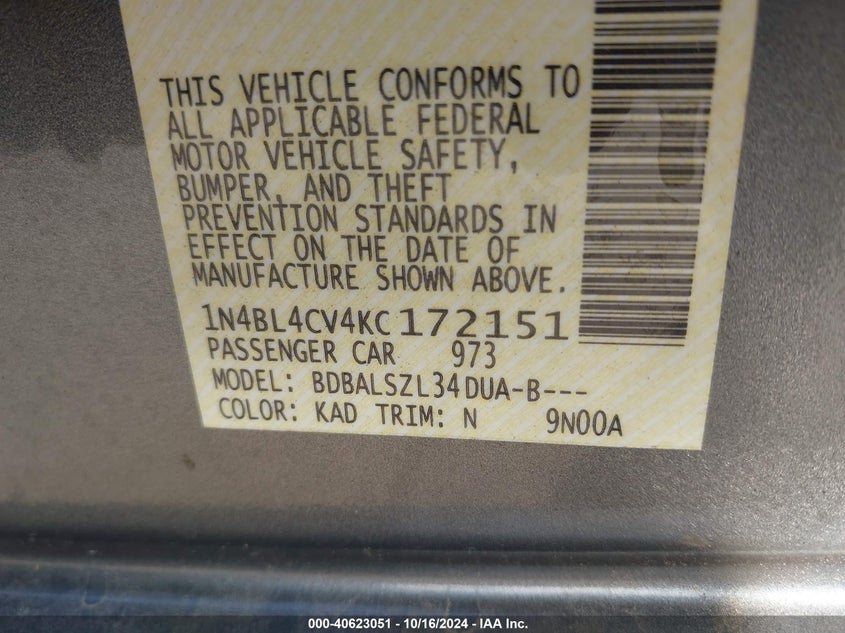 THIS VEHICLE CONFORMS TO
ALL APPLICABLE FEDERAL
MOTOR VEHICLE SAFETY,
BUMPER, AND THEFT
PREVENTION STANDARDS IN
EFFECT ON THE DATE OF
MANUFACTURE SHOWN ABOVE.
1N4BL4CV4KC172151
PASSENGER CAR 973
MODEL: BDBALSZL34DUA-B---
COLOR: KAD TRIM: N 9N00A
000-40623051 - 10/16/2024 - IAA Inc.